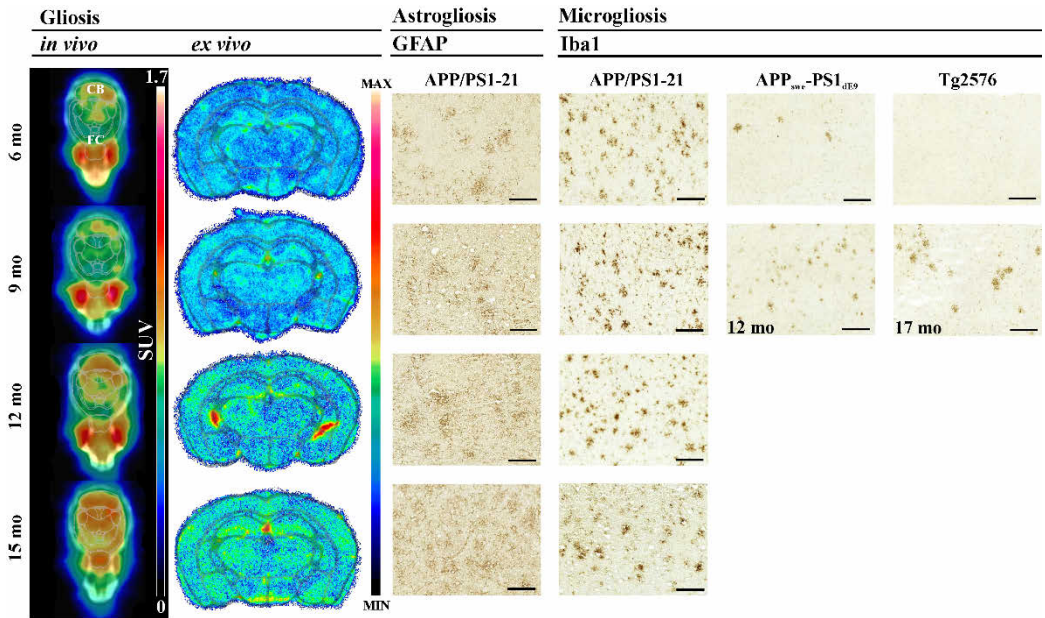 Gliosis Astrogliosis Microgliosis
in vivo ex vivo GFAP Iba1
1.7 MAX APP/PS1-21 APP/PS1-21 APPswe-PS1dE9 Tg2576
CB
FC
6 mo
9 mo
12 mo 17 mo
SUV
12 mo
15 mo
0 MIN